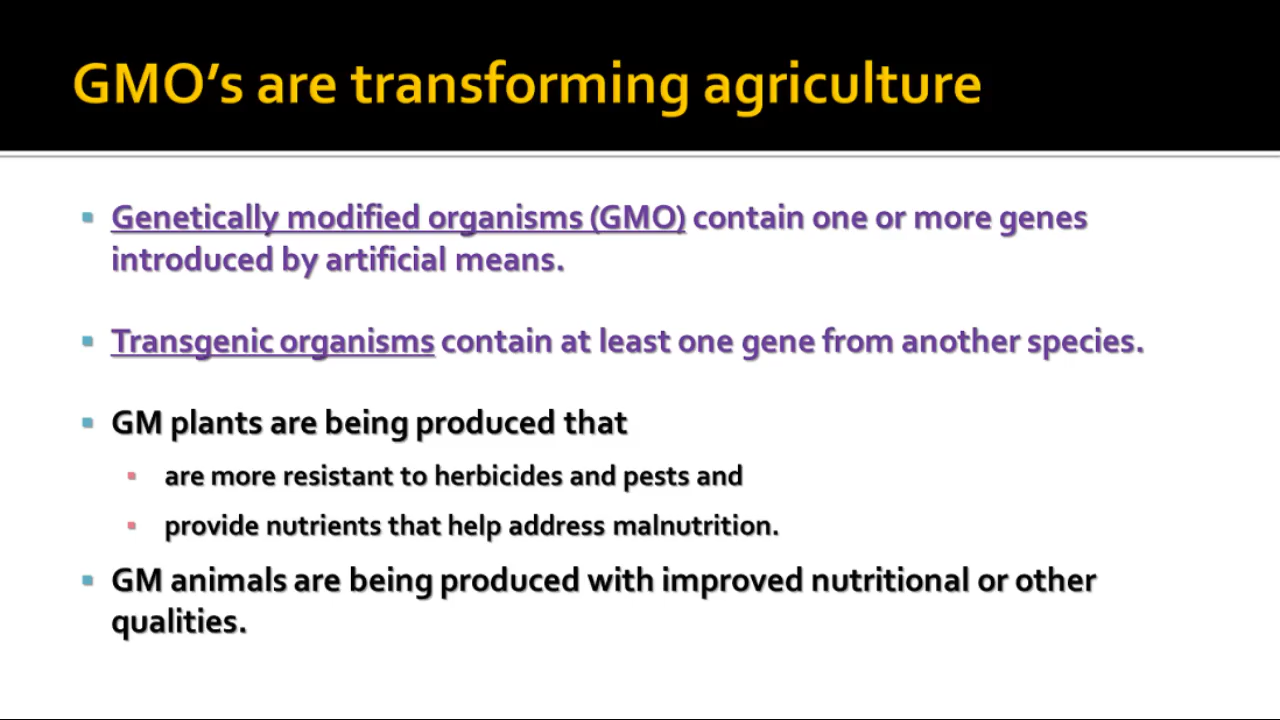 GMO’s are transforming agriculture
Genetically modified organisms (GMO) contain one or more genes
introduced by artificial means.
Transgenic organisms contain at least one gene from another species.
GM plants are being produced that
are more resistant to herbicides and pests and
provide nutrients that help address malnutrition.
GM animals are being produced with improved nutritional or other
qualities.